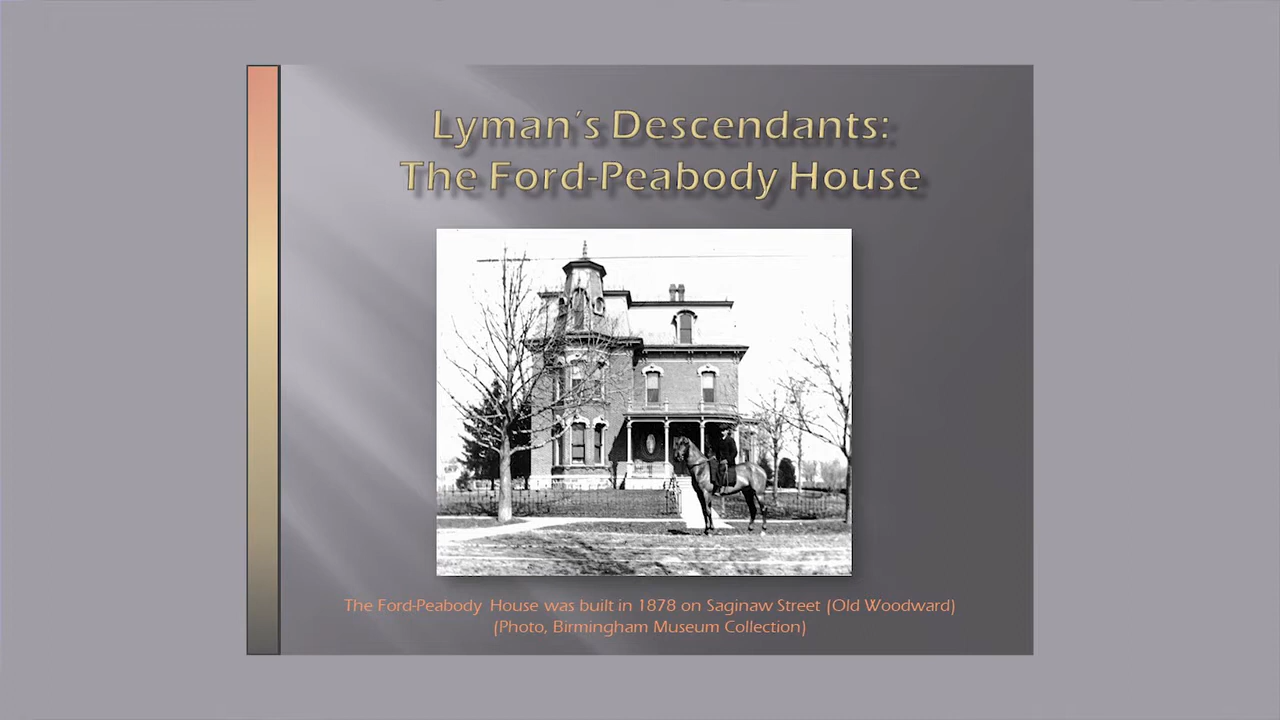 Lyman's Descendants:
The Ford-Peabody House
The Ford-Peabody House was built in 1878 on Saginaw Street (Old Woodward)
(Photo, Birmingham Museum Collection)